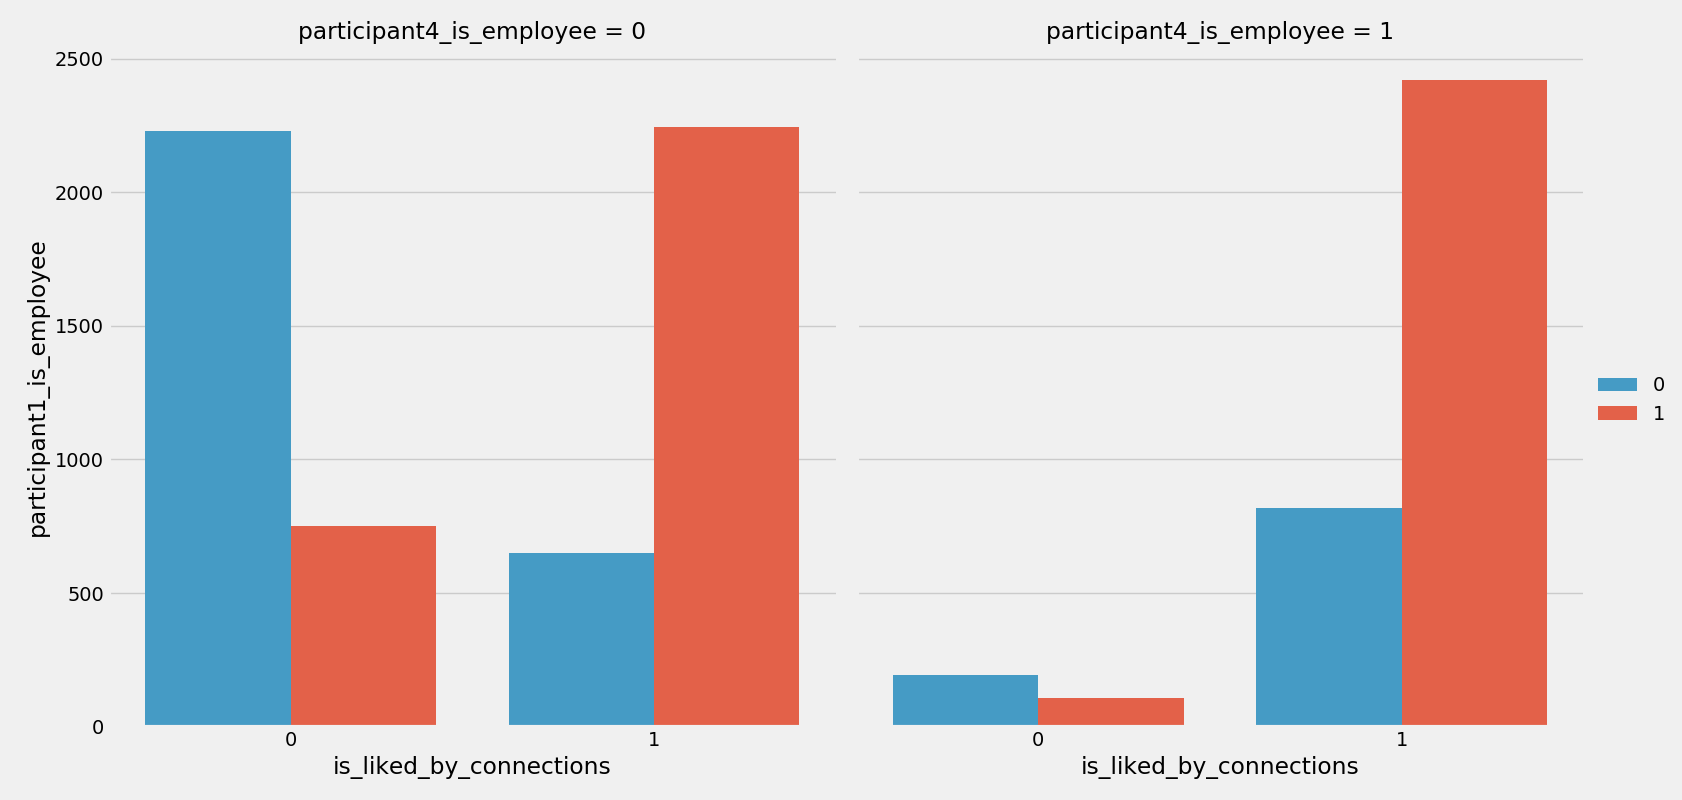 participant4_is_employee = 0
participant4_is_employee = 1
2500
2000
1500
1000
500
0
participant1_is_employee
0
1
0
1
is_liked_by_connections
is_liked_by_connections
0
1